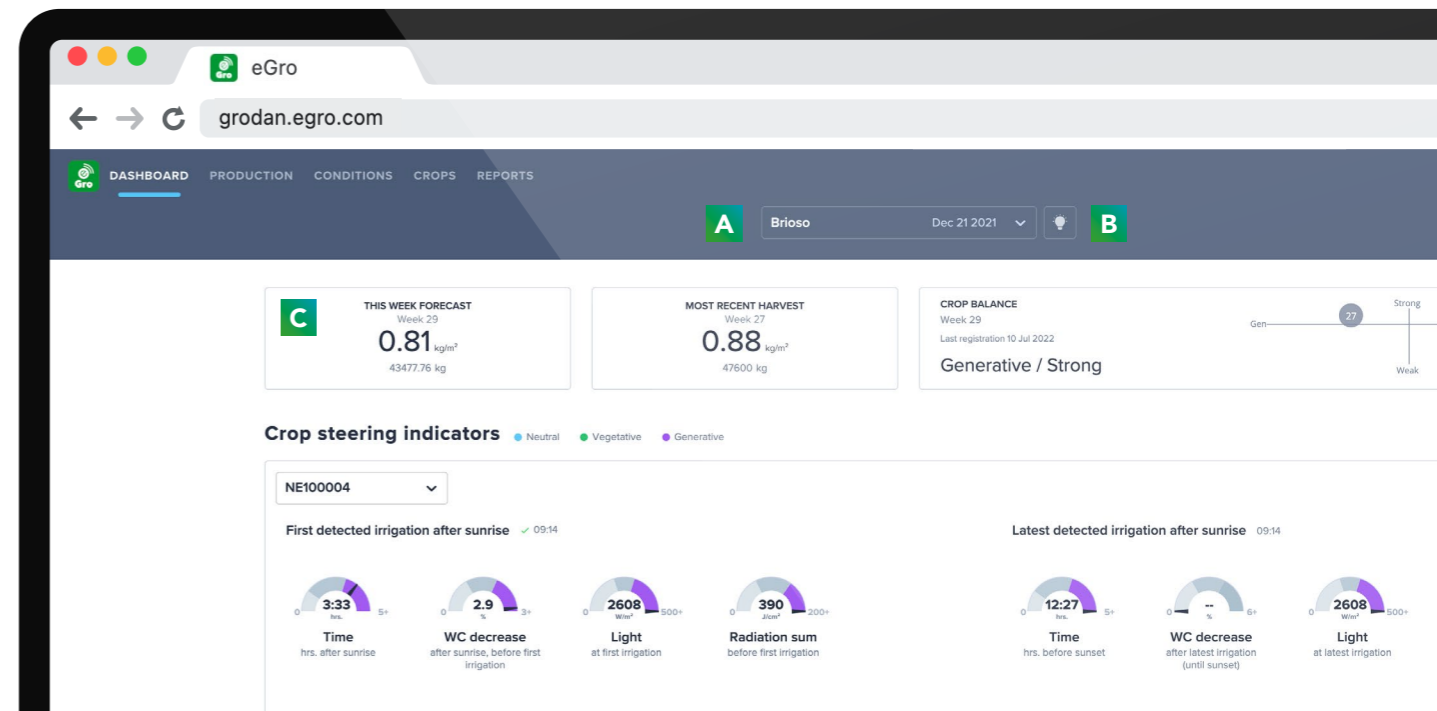 Gro eGro
grodan.egro.com
Gro DASHBOARD PRODUCTION CONDITIONS CROPS REPORTS
A Brioso Dec 21 2021 B
C THIS WEEK FORECAST
Week 29
0.81 kg/m²
43477.76 kg
MOST RECENT HARVEST
Week 27
0.88 kg/m²
47600 kg
CROP BALANCE
Week 29
Last registration 10 Jul 2022
Generative / Strong
Gen 27 Strong
Weak
Crop steering indicators Neutral Vegetative Generative
NE100004
First detected irrigation after sunrise 09:14
0 3:33 5+
hrs.
Time
hrs. after sunrise
0 2.9 3+
%
WC decrease
after sunrise, before first
irrigation
0 2608 500+
W/m²
Light
at first irrigation
0 390 200+
J/cm²
Radiation sum
before first irrigation
Latest detected irrigation after sunrise 09:14
0 12:27 5+
hrs.
Time
hrs. before sunset
0 -- 6+
%
WC decrease
after latest irrigation
(until sunset)
0 2608 500+
W/m²
Light
at latest irrigation